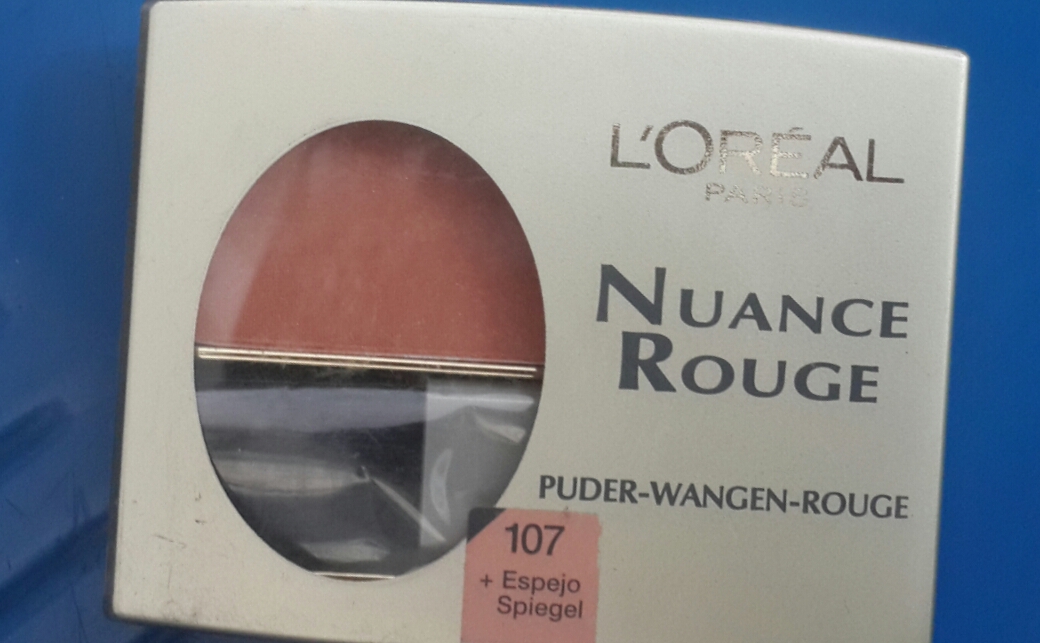 L'ORÉAL
PARIS
NUANCE
ROUGE
PUDER-WANGEN-ROUGE
107
+ Espejo
Spiegel